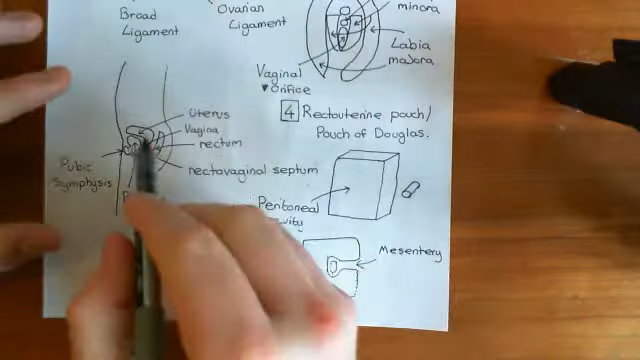 Broad
Ligament
Ovarian
Ligament
minora
Labia
majora
Vaginal
Orifice
4 Rectouterine pouch/
Pouch of Douglas.
Uterus
Vagina
rectum
rectovaginal septum
Pubic
Symphysis
Peritoneal
Mesentery